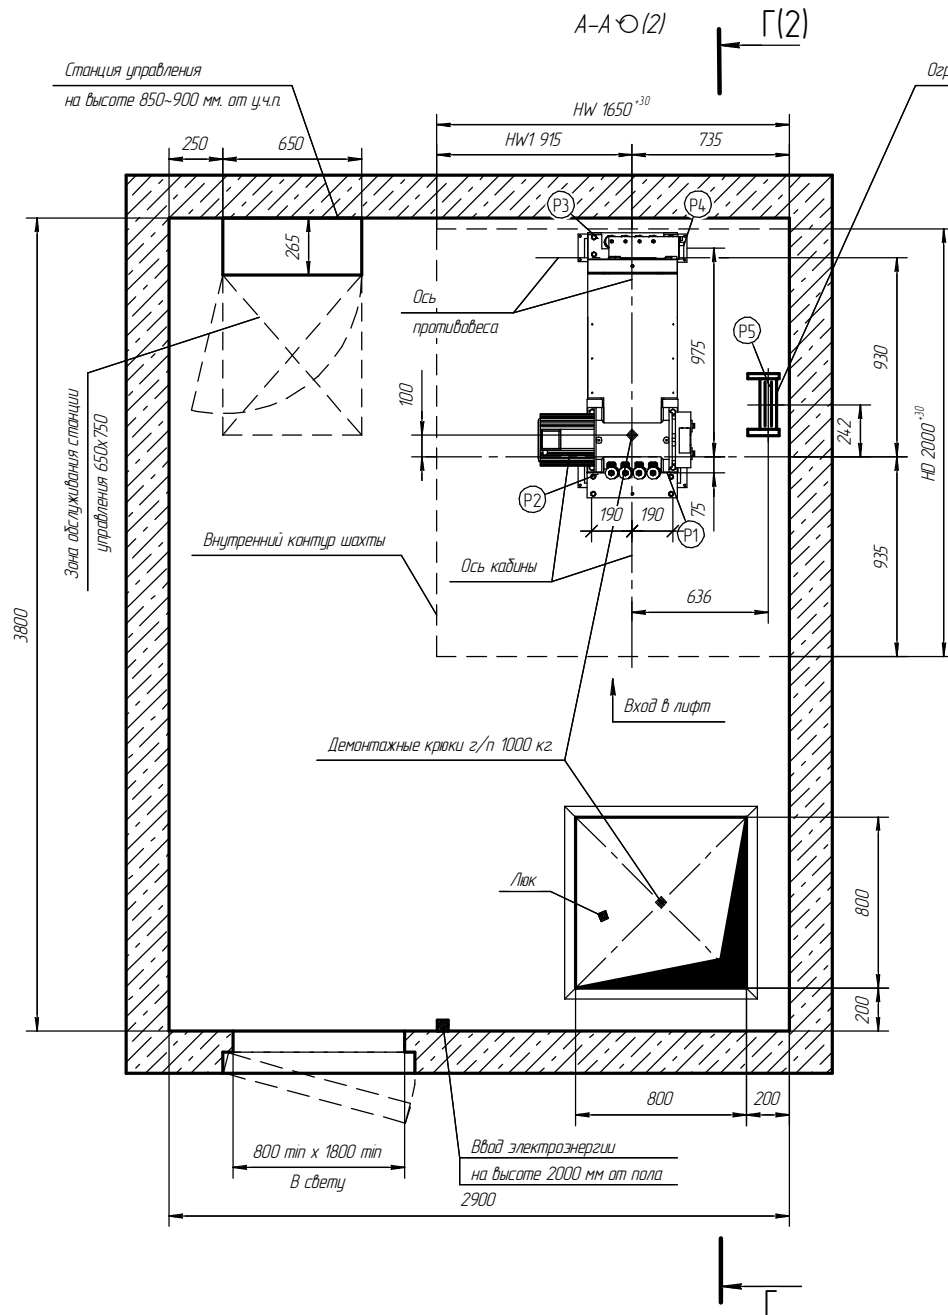 А-А (2)
Г(2)
Станция управления
на высоте 850~900 мм. от у.ч.п.
Огр
HW 1650 +30
250
650
HW1 915
735
P3
P4
265
Ось
противовеса
975
930
P5
100
242
HD 2000 +30
Зона обслуживания станции
управления 650х750
P2
190
190
75
P1
Внутренний контур шахты
Ось кабины
935
636
3800
Вход в лифт
Демонтажные крюки г/п 1000 кг.
Люк
800
200
800
200
800 min x 1800 min
В свету
Ввод электроэнергии
на высоте 2000 мм от пола
2900
Г